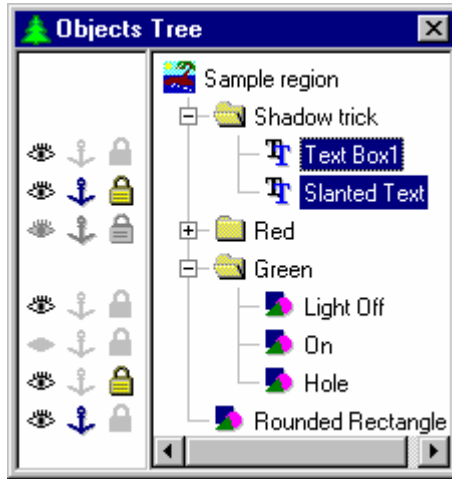 Objects Tree
Sample region
Shadow trick
Text Box1
Slanted Text
Red
Green
Light Off
On
Hole
Rounded Rectangle